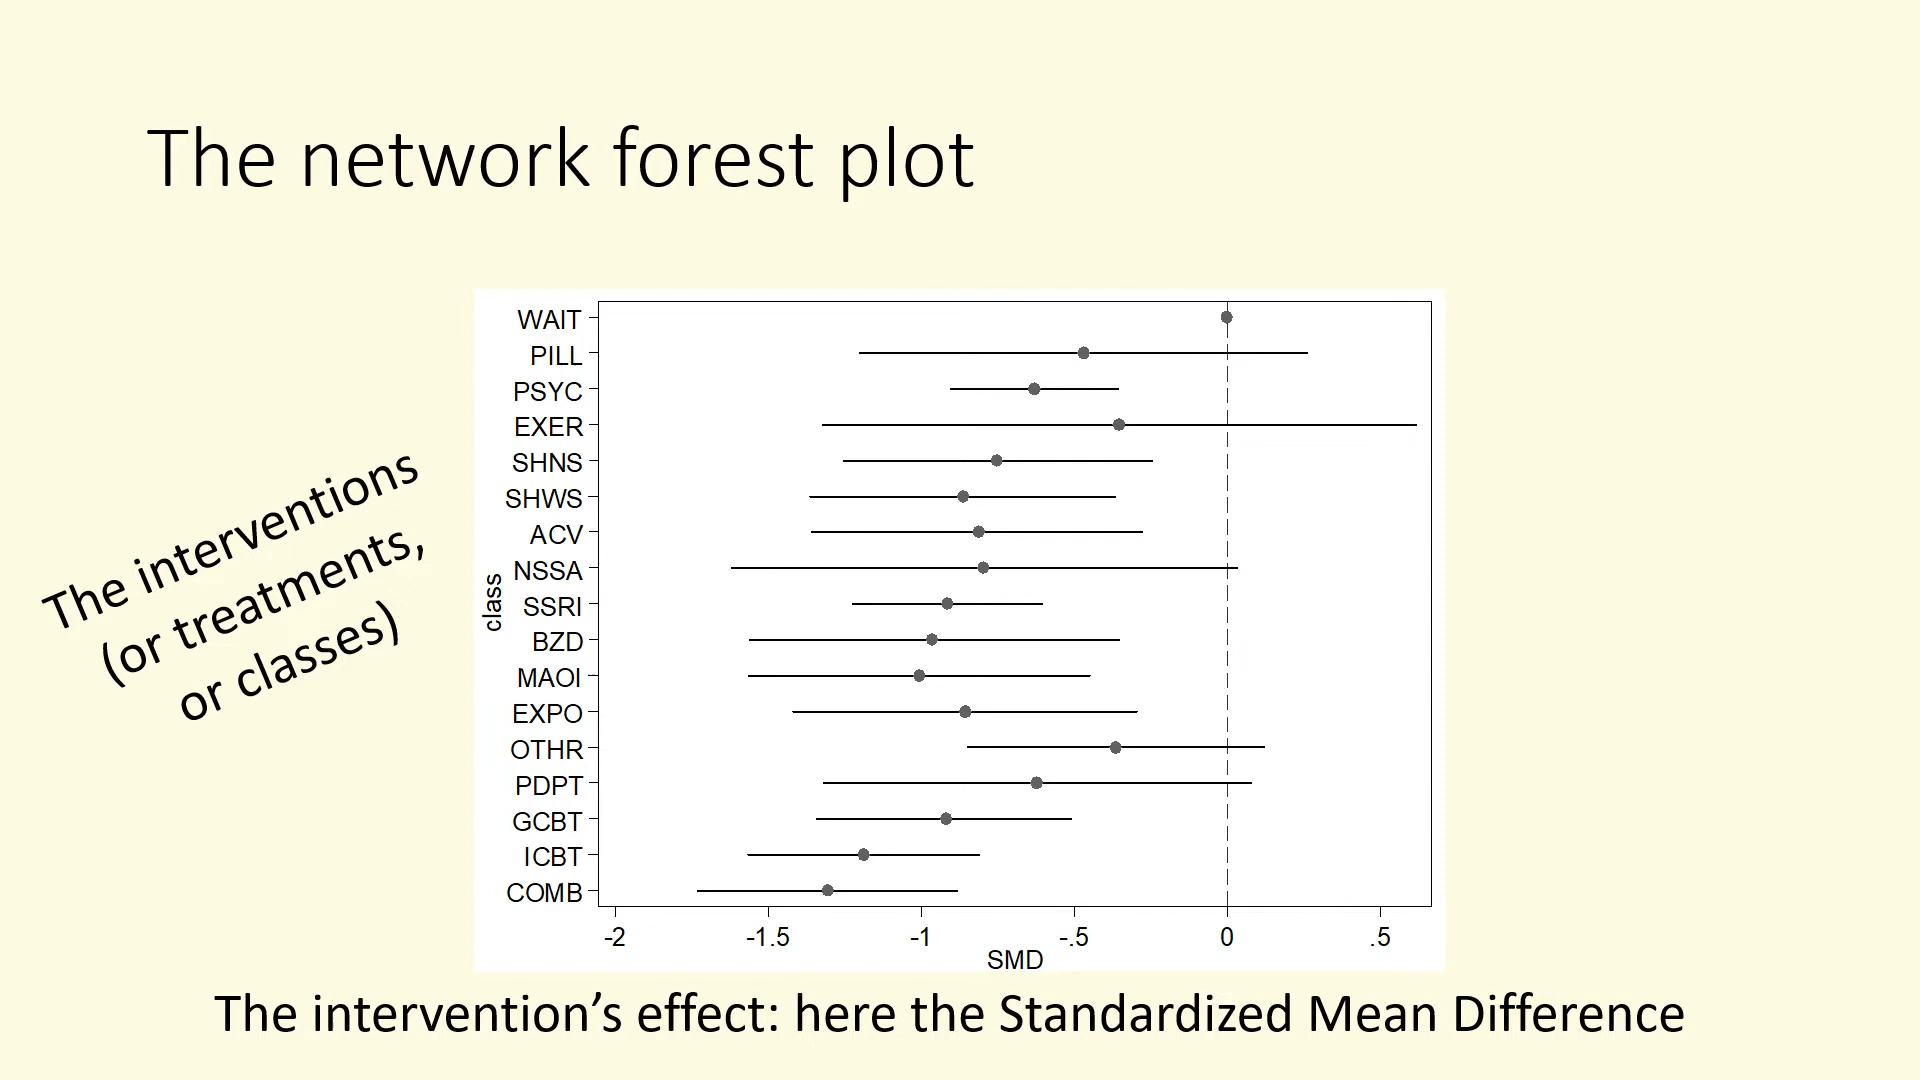 The network forest plot
The interventions
(or treatments,
or classes)
class
WAIT
PILL
PSYC
EXER
SHNS
SHWS
ACV
NSSA
SSRI
BZD
MAOI
EXPO
OTHR
PDPT
GCBT
ICBT
COMB
-2 -1.5 -1 -.5 0 .5
SMD
The intervention’s effect: here the Standardized Mean Difference